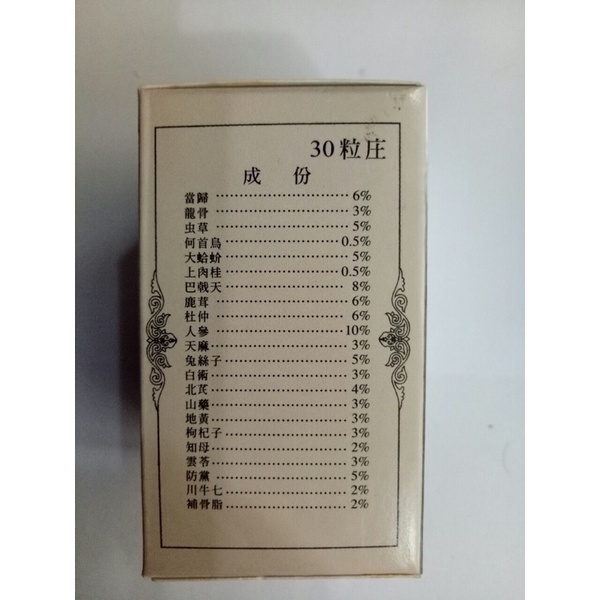 30粒庄
成 份
當歸 6%
龍骨 3%
虫草 5%
何首烏 0.5%
大蛤蚧 5%
上肉桂 0.5%
巴戟天 8%
鹿茸 6%
杜仲 6%
人參 10%
天麻 3%
兔絲子 5%
白術 3%
北芪 4%
山藥 3%
地黃 3%
枸杞子 3%
知母 2%
雲苓 3%
防黨 5%
川牛七 2%
補骨脂 2%